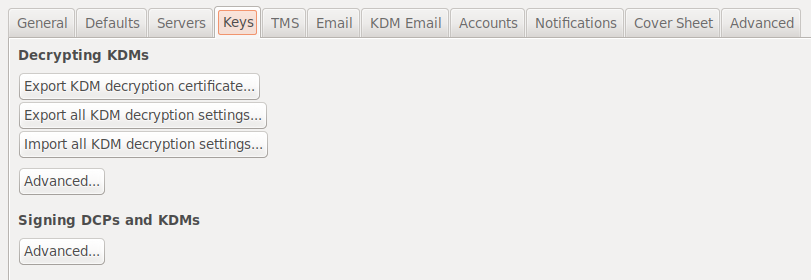 General Defaults Servers Keys TMS Email KDM Email Accounts Notifications Cover Sheet Advanced
Decrypting KDMs
Export KDM decryption certificate...
Export all KDM decryption settings...
Import all KDM decryption settings...
Advanced...
Signing DCPs and KDMs
Advanced...